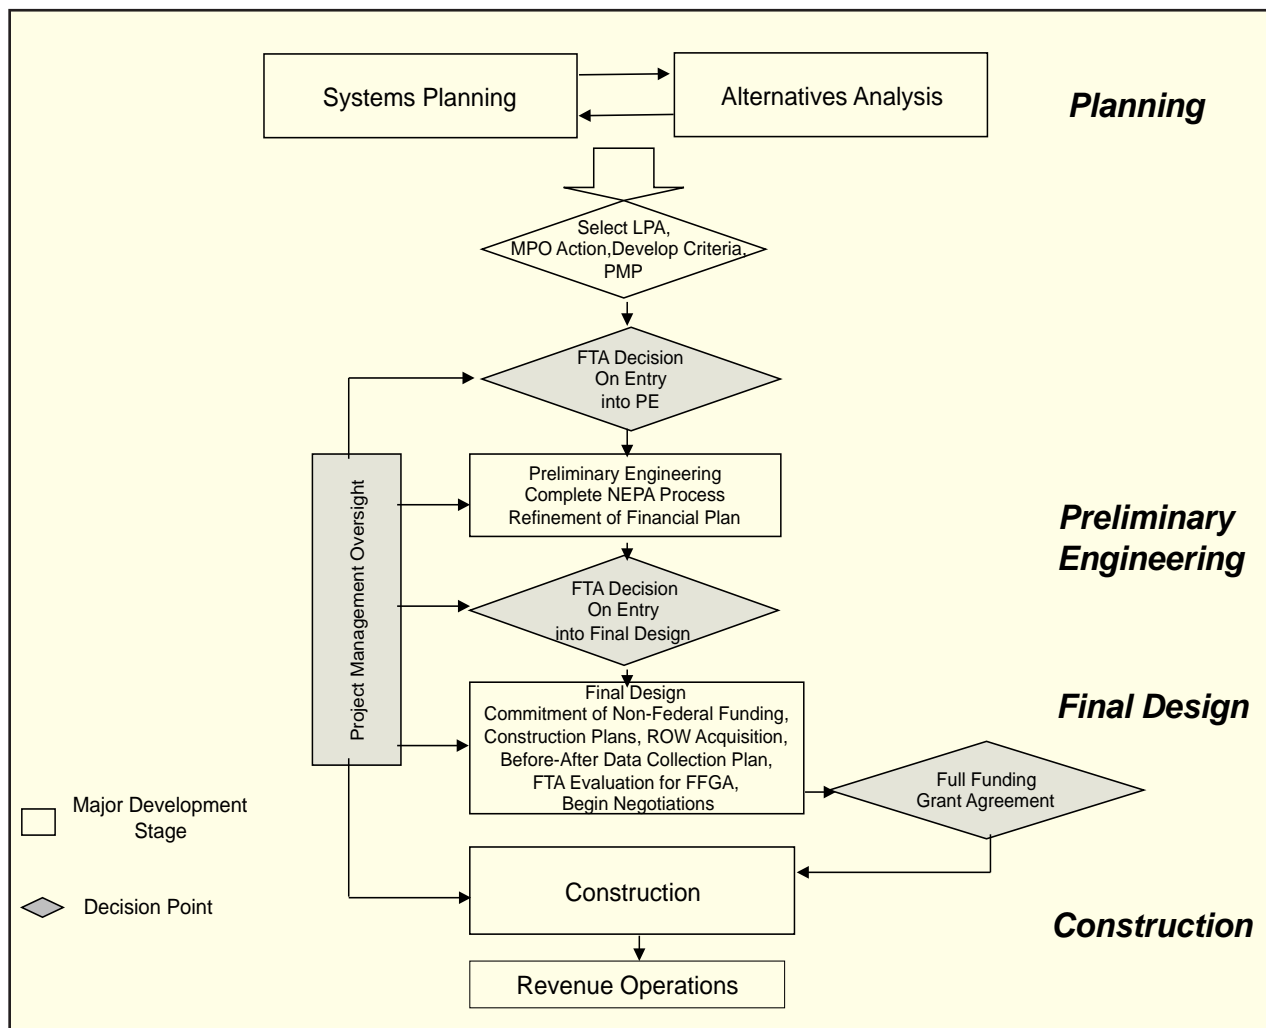 Systems Planning
Alternatives Analysis
Planning
Select LPA,
MPO Action,Develop Criteria,
PMP
FTA Decision
On Entry
into PE
Project Management Oversight
Preliminary Engineering
Complete NEPA Process
Refinement of Financial Plan
Preliminary
Engineering
FTA Decision
On Entry
into Final Design
Final Design
Commitment of Non-Federal Funding,
Construction Plans, ROW Acquisition,
Before-After Data Collection Plan,
FTA Evaluation for FFGA,
Begin Negotiations
Final Design
Full Funding
Grant Agreement
Major Development
Stage
Decision Point
Construction
Construction
Revenue Operations